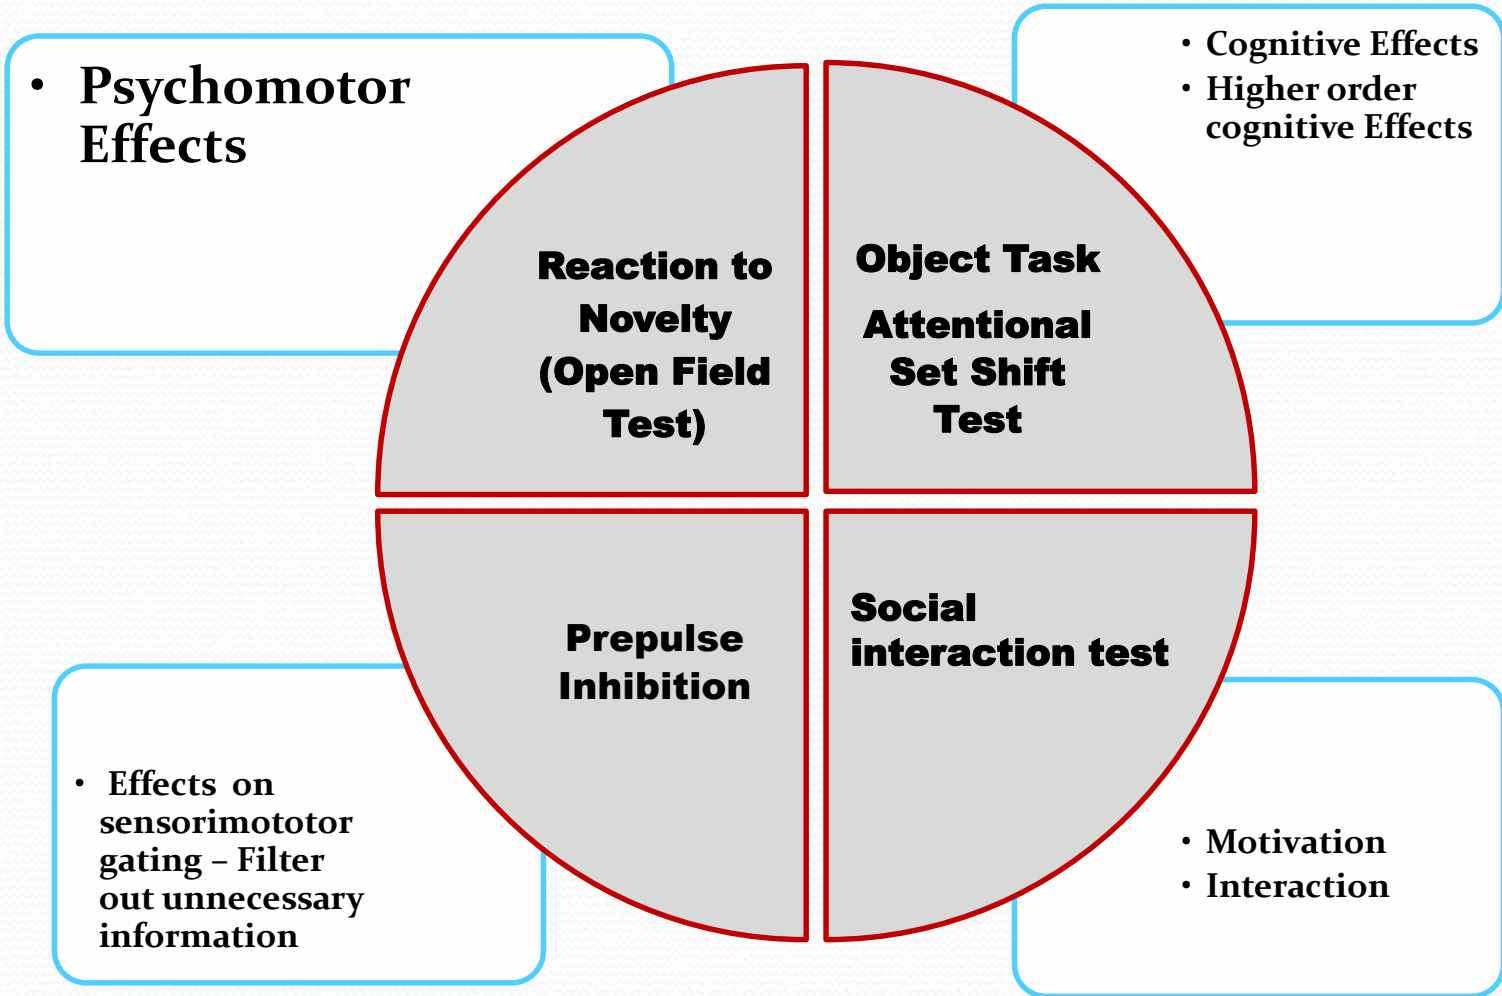 • Psychomotor
Effects
• Cognitive Effects
• Higher order
cognitive Effects
Reaction to
Novelty
(Open Field
Test)
Object Task
Attentional
Set Shift
Test
Prepulse
Inhibition
Social
interaction test
• Effects on
sensorimototor
gating – Filter
out unnecessary
information
• Motivation
• Interaction